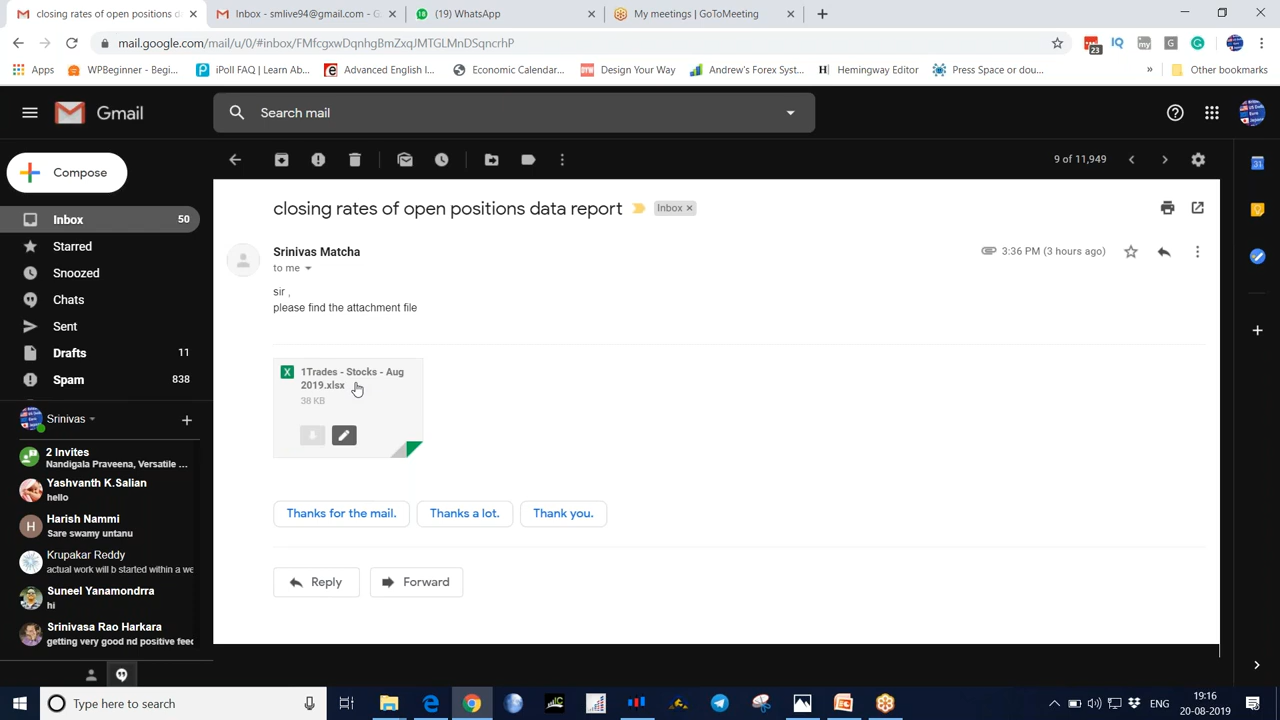 closing rates of open positions d
Inbox - smlive94@gmail.com - G
(19) WhatsApp
My meetings | GoToMeeting
mail.google.com/mail/u/0/#inbox/FMfcgxwDqnhgBmZxqJMTGLMnDSqncrhP
23
IQ
my
G
Apps
WPBeginner - Begi...
iPoll FAQ | Learn Ab...
Advanced English I...
Economic Calendar...
Design Your Way
Andrew's Forex Syst...
Hemingway Editor
Press Space or dou...
»
Other bookmarks
Gmail
Search mail
Compose
9 of 11,949
Inbox 50
Starred
Snoozed
Chats
Sent
Drafts 11
Spam 838
closing rates of open positions data report
Inbox ×
Srinivas Matcha
3:36 PM (3 hours ago)
to me
sir ,
please find the attachment file
X
1Trades - Stocks - Aug
2019.xlsx
38 KB
Thanks for the mail.
Thanks a lot.
Thank you.
Reply
Forward
Srinivas
2 Invites
Nandigala Praveena, Versatile ...
Yashvanth K.Salian
hello
H
Harish Nammi
Sare swamy untanu
Krupakar Reddy
actual work will b started within a we
Suneel Yanamondrra
hi
Srinivasa Rao Harkara
getting very good nd positive feed
31
Type here to search
ENG
19:16
20-08-2019